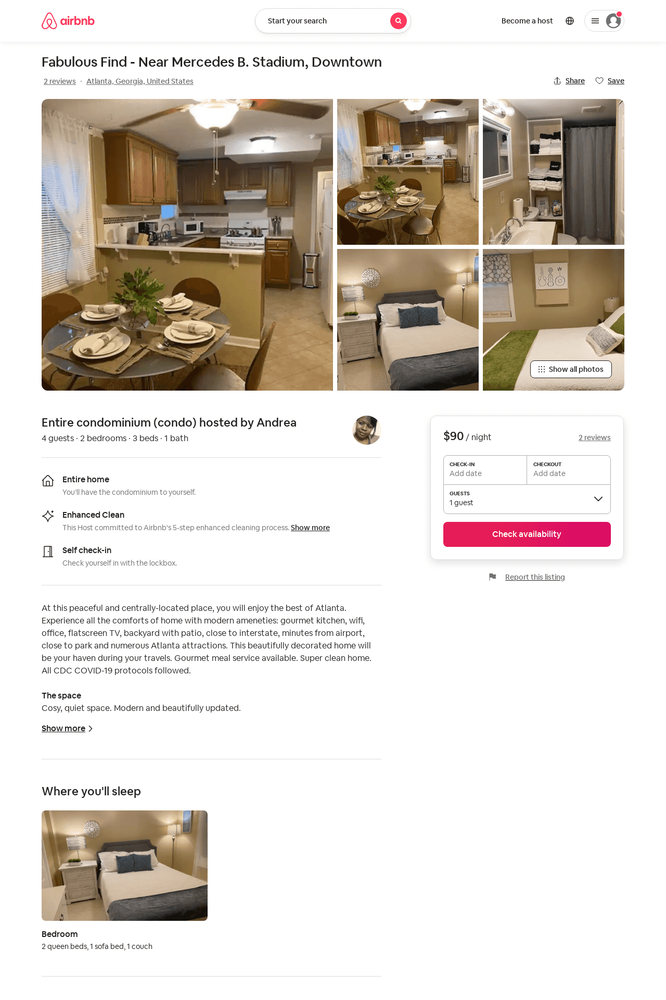 airbnb
Start your search
Become a host
Fabulous Find - Near Mercedes B. Stadium, Downtown
2 reviews · Atlanta, Georgia, United States
Share
Save
Show all photos
Entire condominium (condo) hosted by Andrea
4 guests · 2 bedrooms · 3 beds · 1 bath
Entire home
You'll have the condominium to yourself.
Enhanced Clean
This Host committed to Airbnb's 5-step enhanced cleaning process. Show more
Self check-in
Check yourself in with the lockbox.
$90 / night
2 reviews
CHECK-IN
Add date
CHECKOUT
Add date
GUESTS
1 guest
Check availability
Report this listing
At this peaceful and centrally-located place, you will enjoy the best of Atlanta.
Experience all the comforts of home with modern ameneties: gourmet kitchen, wifi,
office, flatscreen TV, backyard with patio, close to interstate, minutes from airport,
close to park and numerous Atlanta attractions. This beautifully decorated home will
be your haven during your travels. Gourmet meal service available. Super clean home.
All CDC COVID-19 protocols followed.
The space
Cosy, quiet space. Modern and beautifully updated.
Show more
Where you'll sleep
Bedroom
2 queen beds, 1 sofa bed, 1 couch